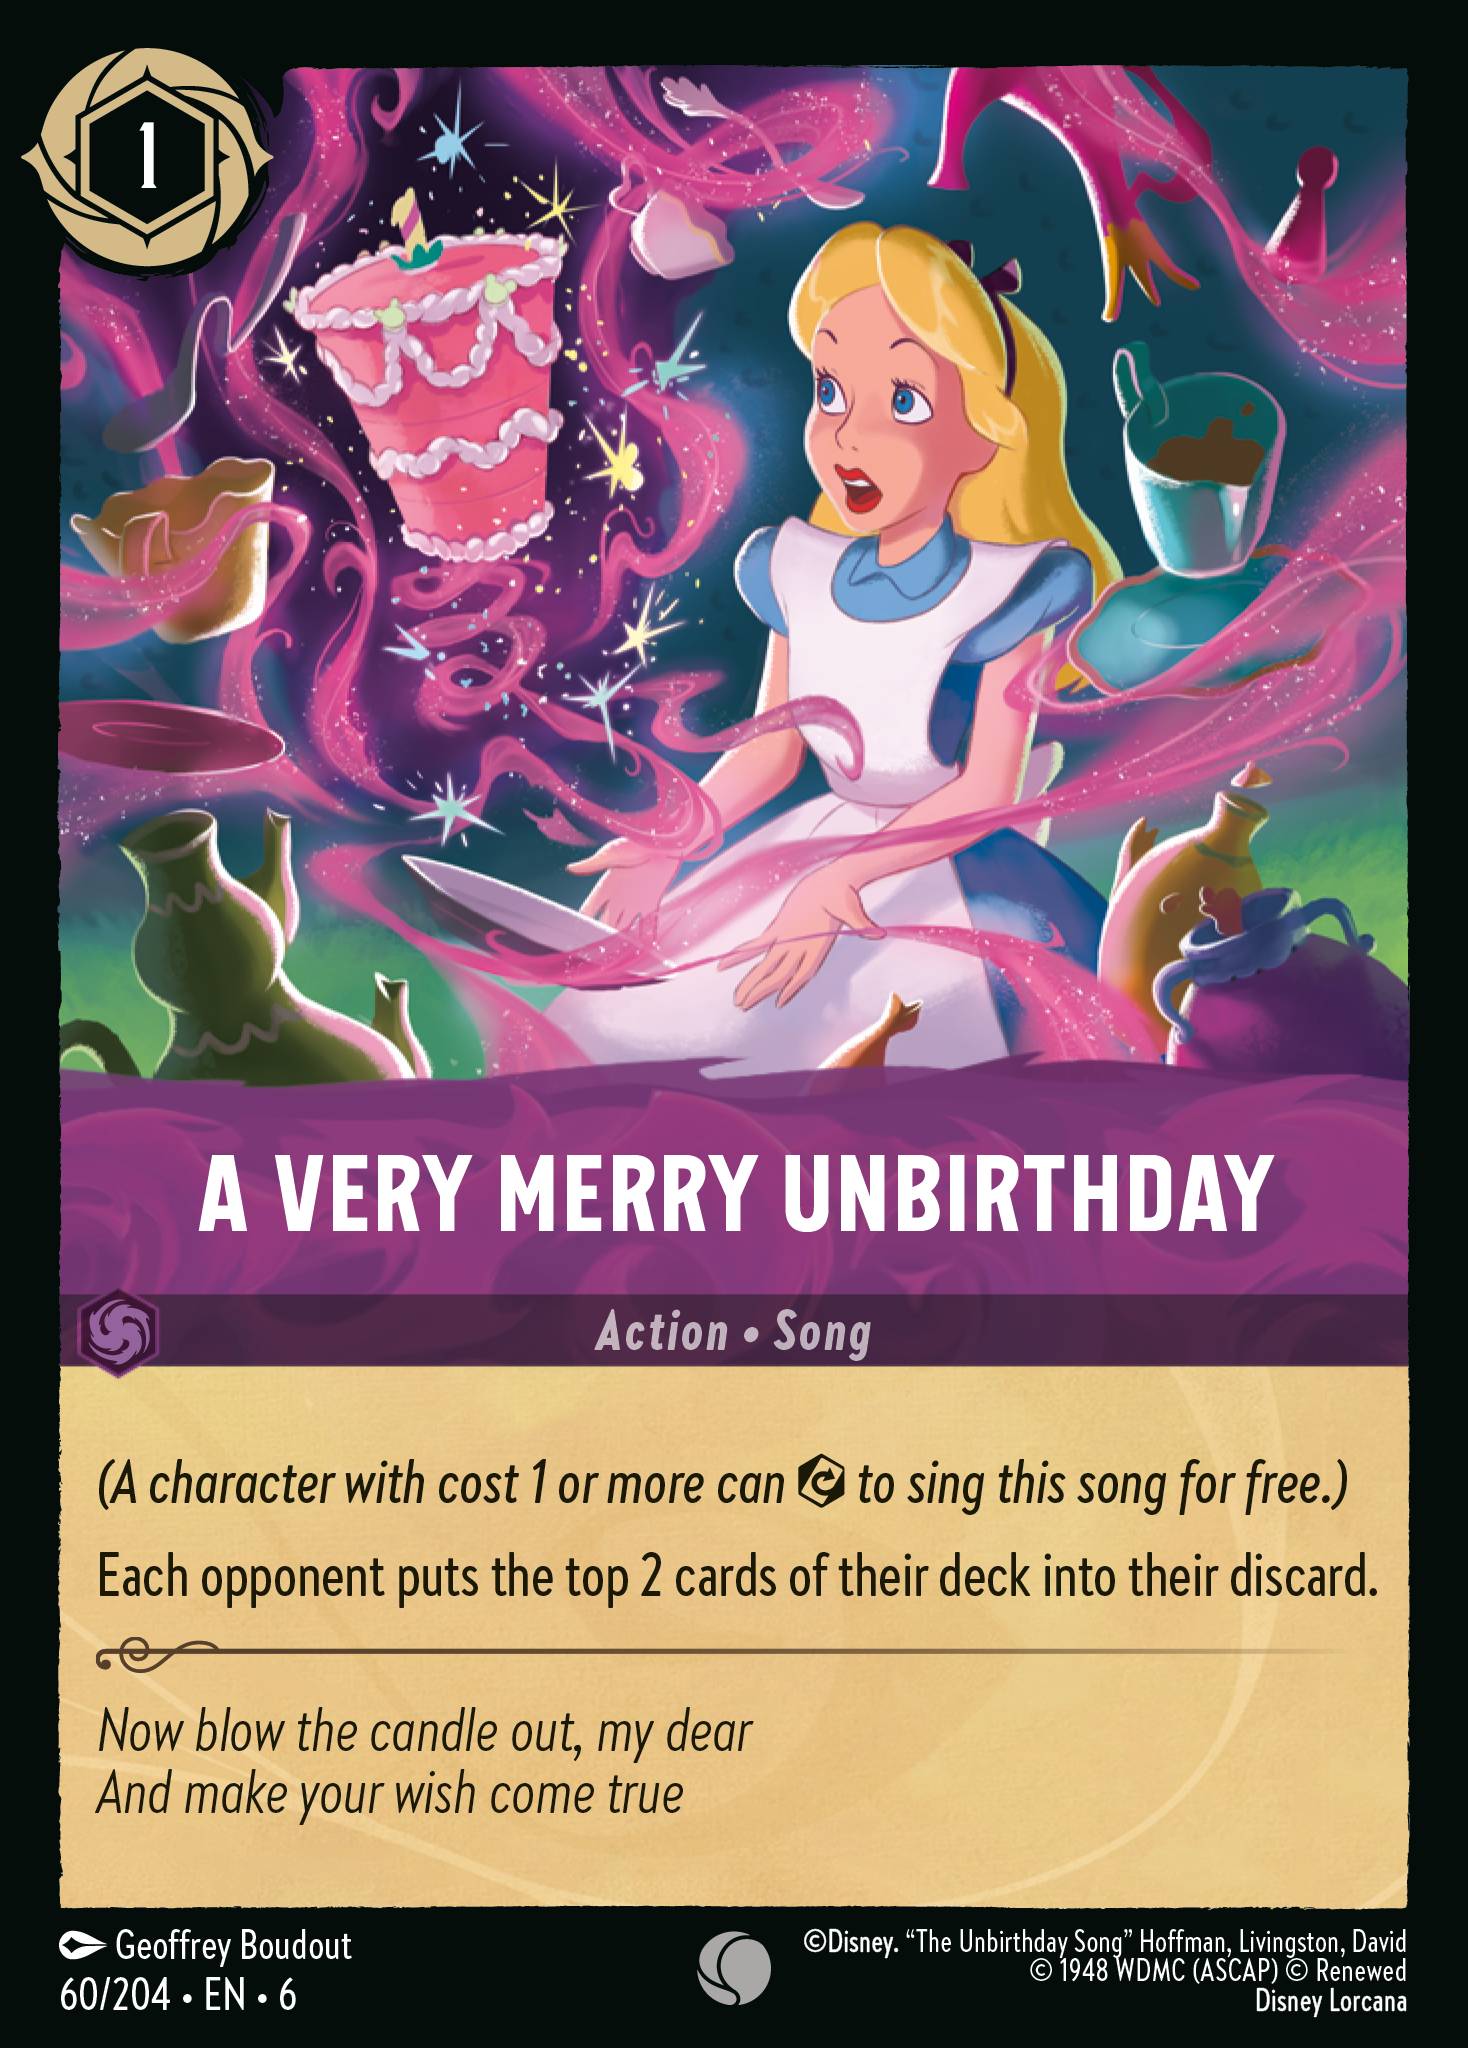 1
A VERY MERRY UNBIRTHDAY
Action • Song
(A character with cost 1 or more can to sing this song for free.)
Each opponent puts the top 2 cards of their deck into their discard.
Now blow the candle out, my dear
And make your wish come true
Geoffrey Boudout
60/204 • EN • 6
©Disney. “The Unbirthday Song” Hoffman, Livingston, David
© 1948 WDMC (ASCAP) © Renewed
Disney Lorcana